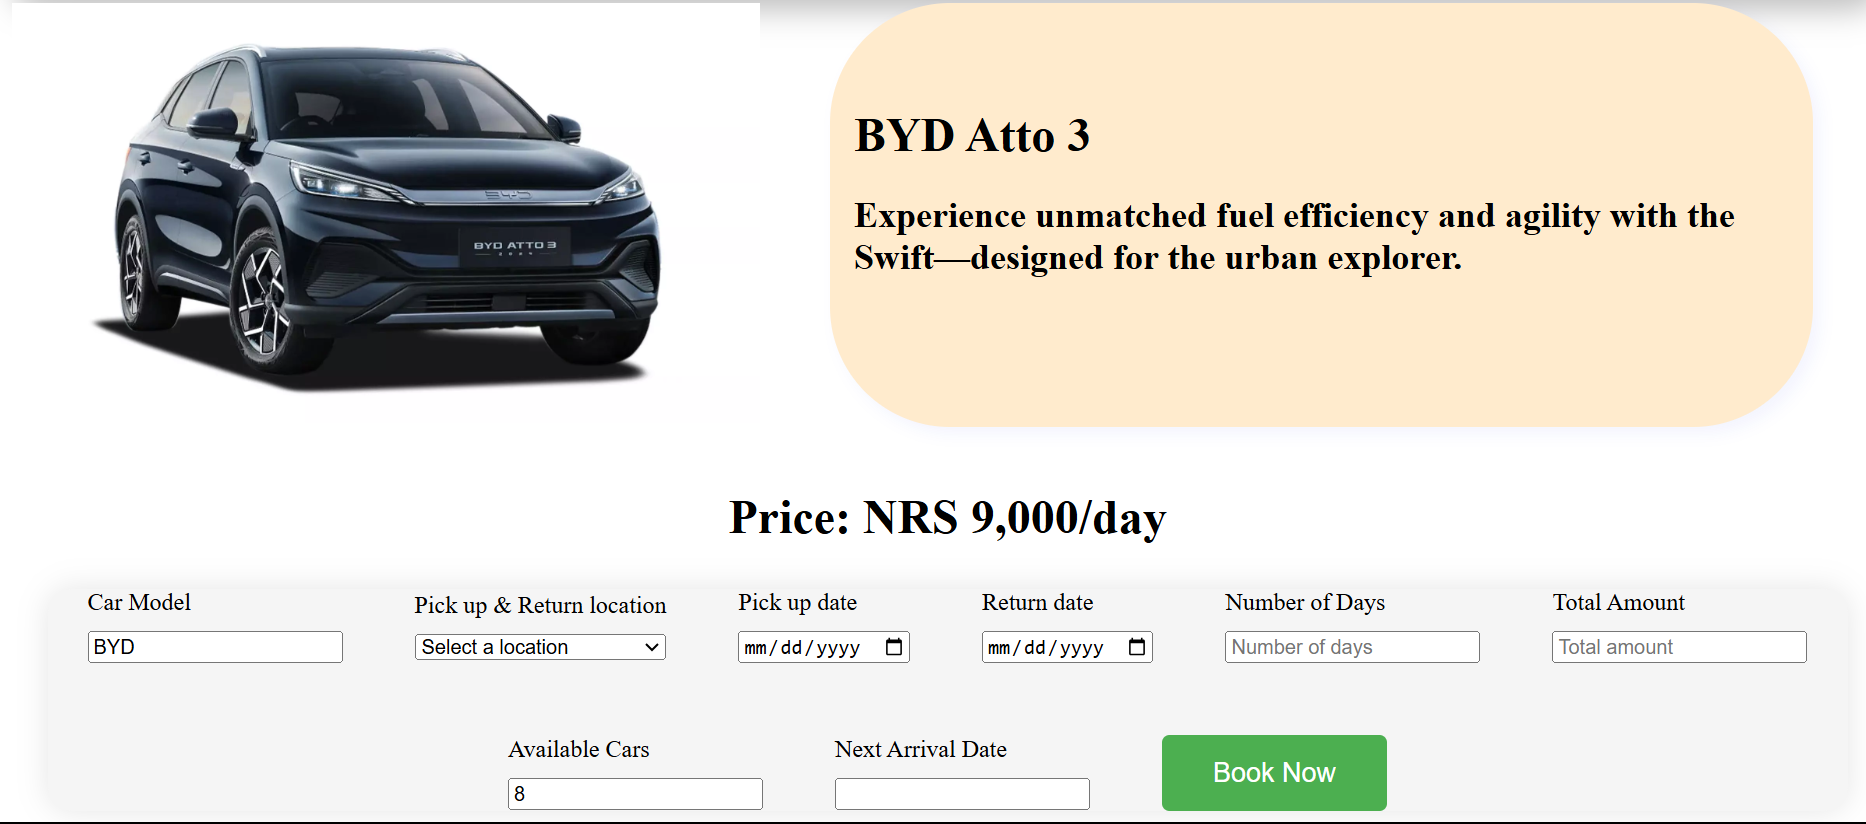 BYD
BYD ATTO 3
BYD Atto 3
Experience unmatched fuel efficiency and agility with the
Swift—designed for the urban explorer.
Price: NRS 9,000/day
Car Model
Pick up & Return location
Pick up date
Return date
Number of Days
Total Amount
BYD
Select a location
mm/dd/yyyy
mm/dd/yyyy
Number of days
Total amount
Available Cars
Next Arrival Date
8
Book Now